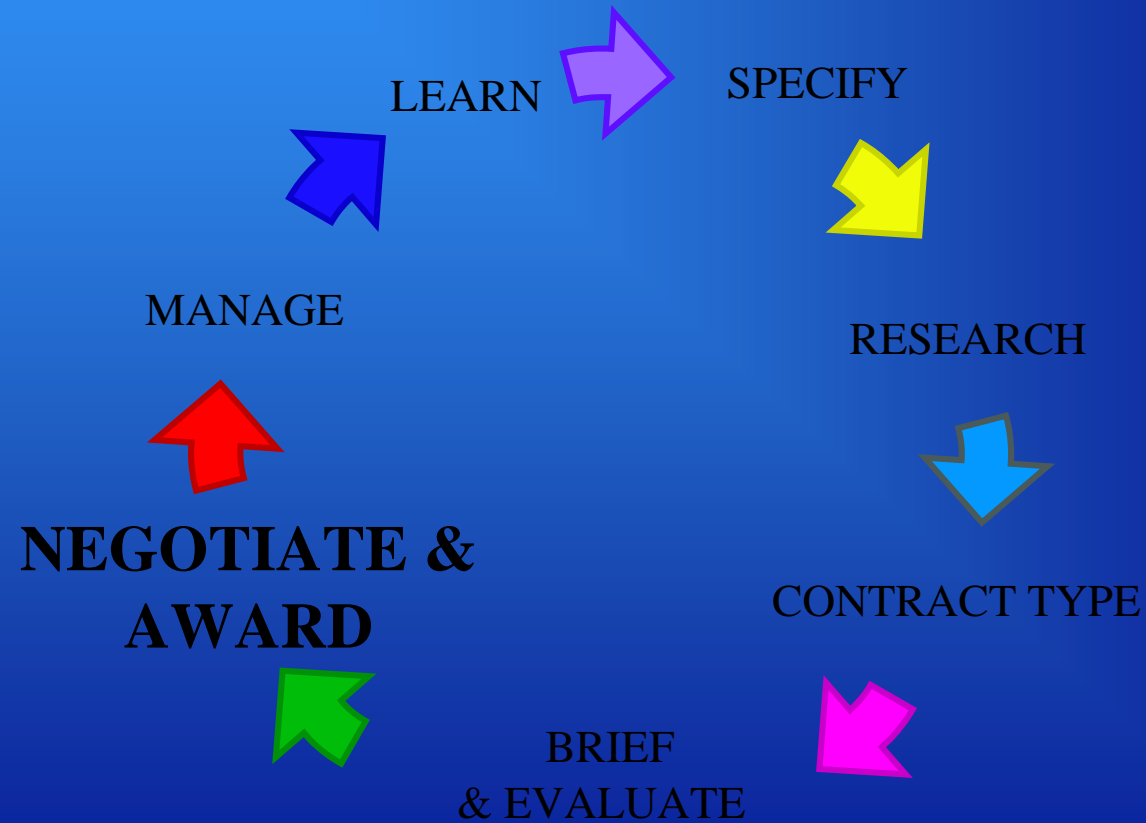 LEARN
SPECIFY
MANAGE
RESEARCH
NEGOTIATE &
AWARD
CONTRACT TYPE
BRIEF
& EVALUATE